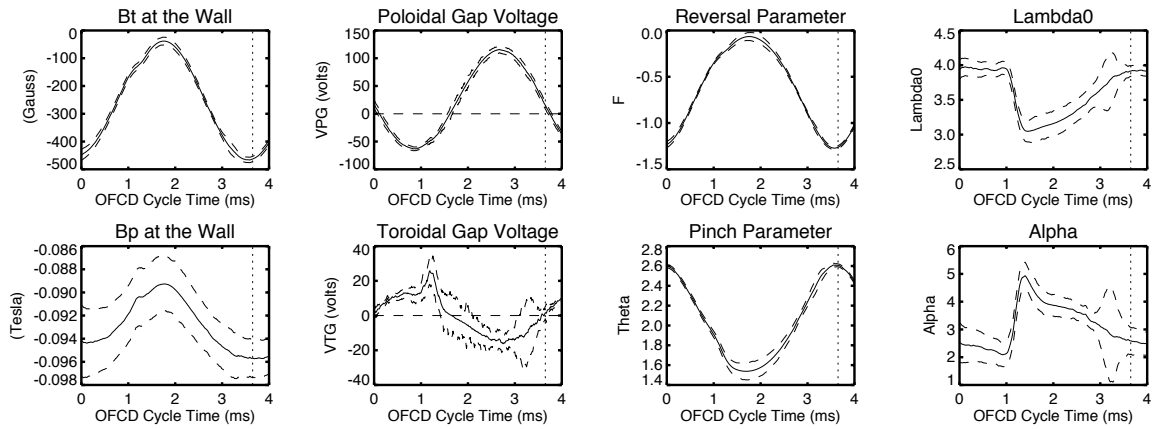 Bt at the Wall
(Gauss)
0
-100
-200
-300
-400
-500
0 1 2 3 4
OFCD Cycle Time (ms)
Poloidal Gap Voltage
VPG (volts)
150
100
50
0
-50
-100
0 1 2 3 4
OFCD Cycle Time (ms)
Reversal Parameter
F
0.0
-0.5
-1.0
-1.5
0 1 2 3 4
OFCD Cycle Time (ms)
Lambda0
Lambda0
4.5
4.0
3.5
3.0
2.5
0 1 2 3 4
OFCD Cycle Time (ms)
Bp at the Wall
(Tesla)
-0.086
-0.088
-0.090
-0.092
-0.094
-0.096
-0.098
0 1 2 3 4
OFCD Cycle Time (ms)
Toroidal Gap Voltage
VTG (volts)
40
20
0
-20
-40
0 1 2 3 4
OFCD Cycle Time (ms)
Pinch Parameter
Theta
2.8
2.6
2.4
2.2
2.0
1.8
1.6
1.4
0 1 2 3 4
OFCD Cycle Time (ms)
Alpha
Alpha
6
5
4
3
2
1
0 1 2 3 4
OFCD Cycle Time (ms)